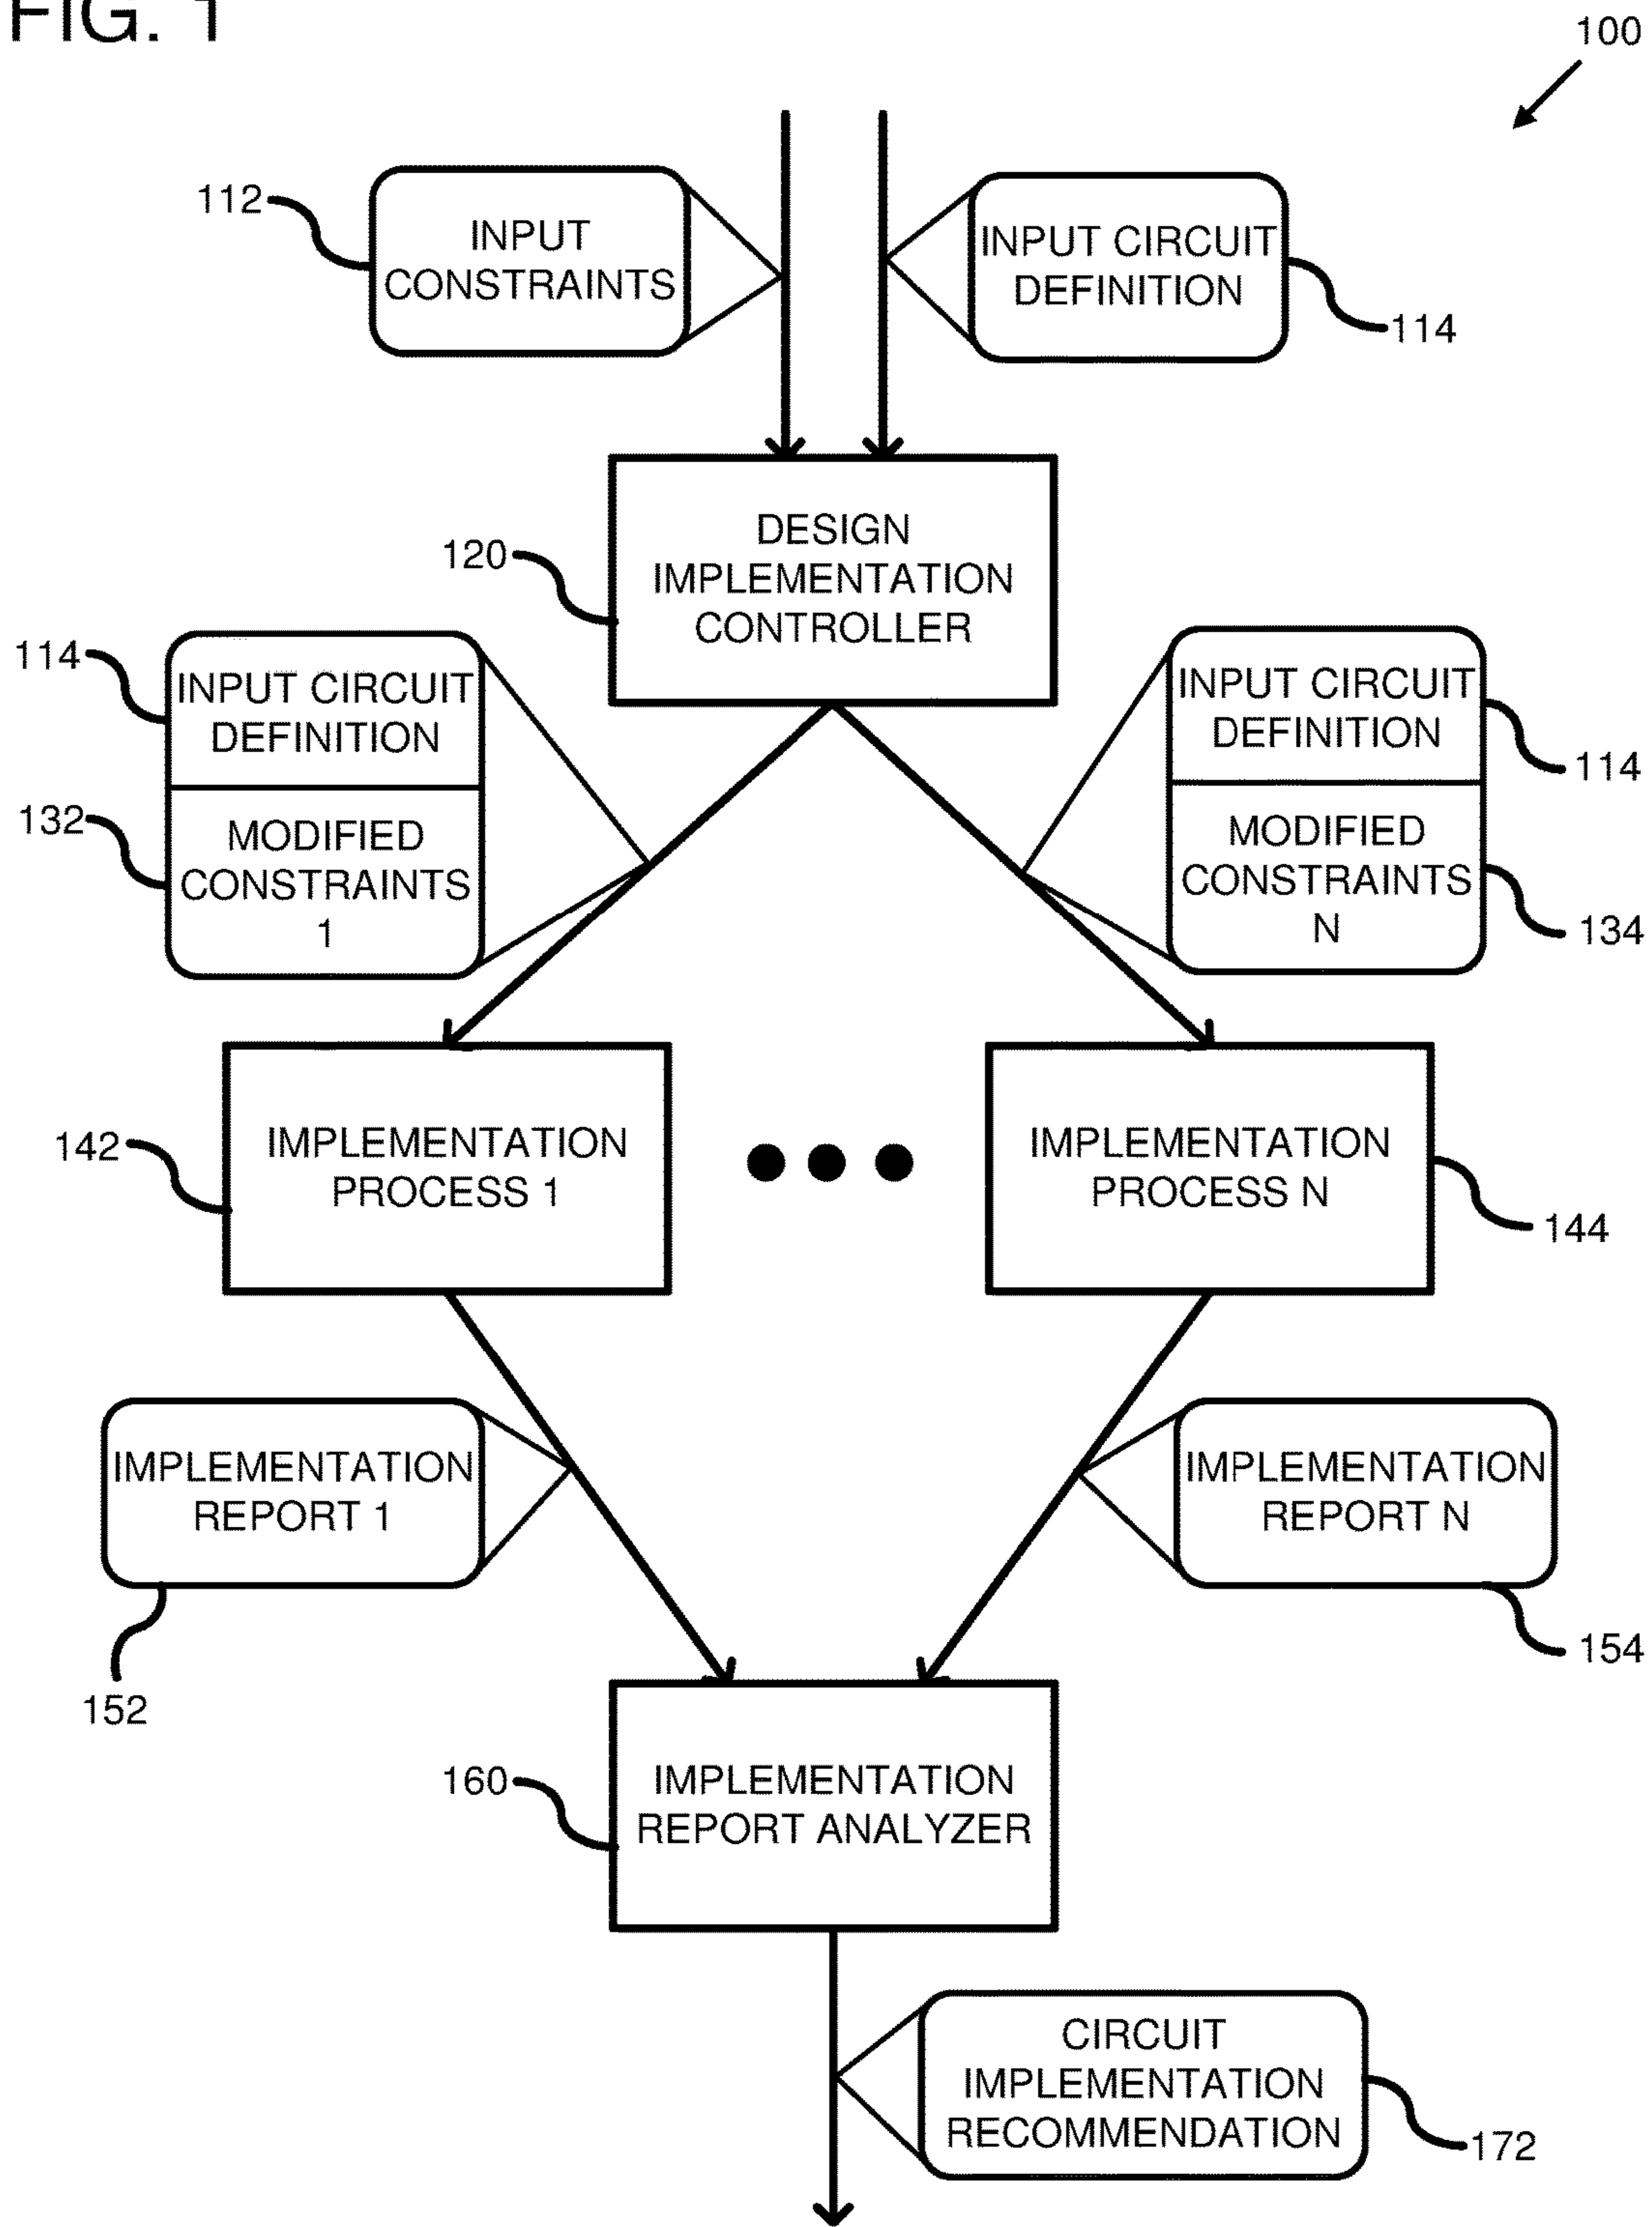 FIG. 1
100
112
INPUT
CONSTRAINTS
INPUT CIRCUIT
DEFINITION
114
120
DESIGN
IMPLEMENTATION
CONTROLLER
114
INPUT CIRCUIT
DEFINITION
132
MODIFIED
CONSTRAINTS
1
INPUT CIRCUIT
DEFINITION
114
MODIFIED
CONSTRAINTS
N
134
142
IMPLEMENTATION
PROCESS 1
IMPLEMENTATION
PROCESS N
144
IMPLEMENTATION
REPORT 1
152
IMPLEMENTATION
REPORT N
154
160
IMPLEMENTATION
REPORT ANALYZER
CIRCUIT
IMPLEMENTATION
RECOMMENDATION
172